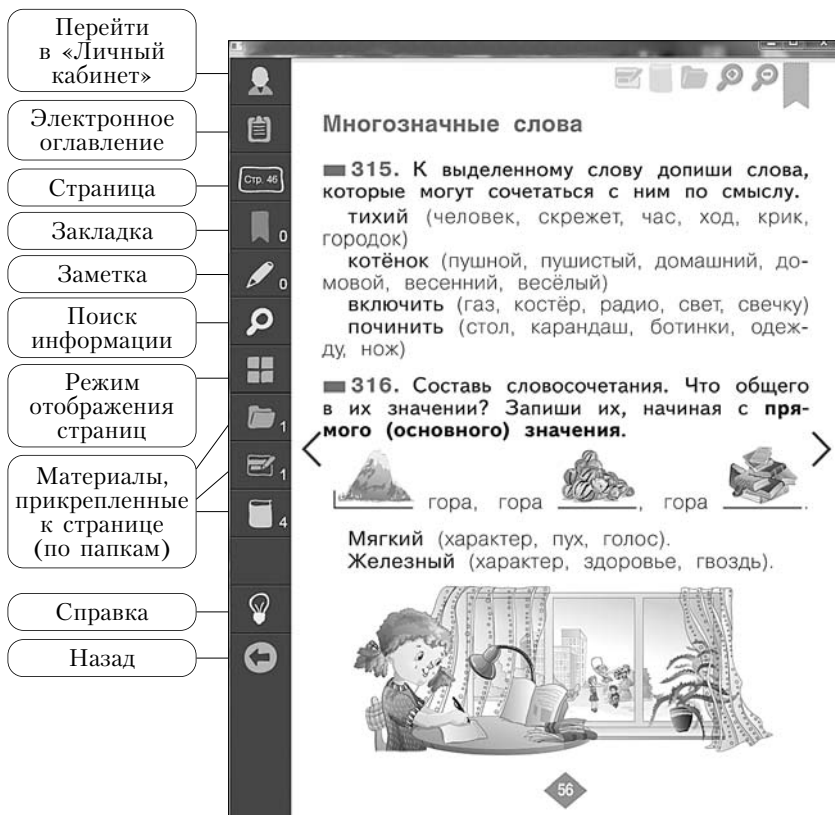 Перейти
в «Личный
кабинет»
Электронное
оглавление
Страница
Закладка
Заметка
Поиск
информации
Режим
отображения
страниц
Материалы,
прикрепленные
к странице
(по папкам)
Справка
Назад
Стр. 46
0
0
1
1
4
Многозначные слова
315. К выделенному слову допиши слова,
которые могут сочетаться с ним по смыслу.
тихий (человек, скрежет, час, ход, крик,
городок)
котёнок (пушной, пушистый, домашний, до-
мовой, весенний, весёлый)
включить (газ, костёр, радио, свет, свечку)
починить (стол, карандаш, ботинки, одеж-
ду, нож)
316. Составь словосочетания. Что общего
в их значении? Запиши их, начиная с пря-
мого (основного) значения.
гора, гора , гора .
Мягкий (характер, пух, голос).
Железный (характер, здоровье, гвоздь).
56